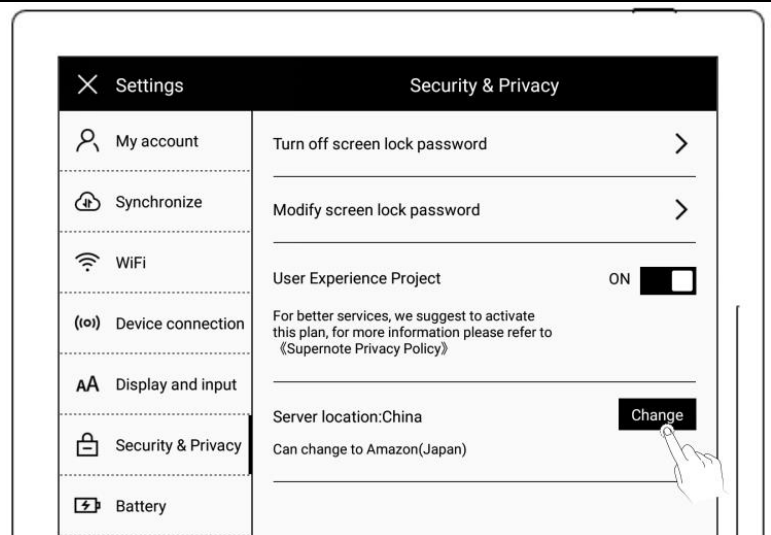 Settings
Security & Privacy
My account
Synchronize
WiFi
Device connection
AA Display and input
Security & Privacy
Battery
Turn off screen lock password
Modify screen lock password
User Experience Project
ON
For better services, we suggest to activate
this plan, for more information please refer to
《Supernote Privacy Policy》
Server location:China
Change
Can change to Amazon(Japan)